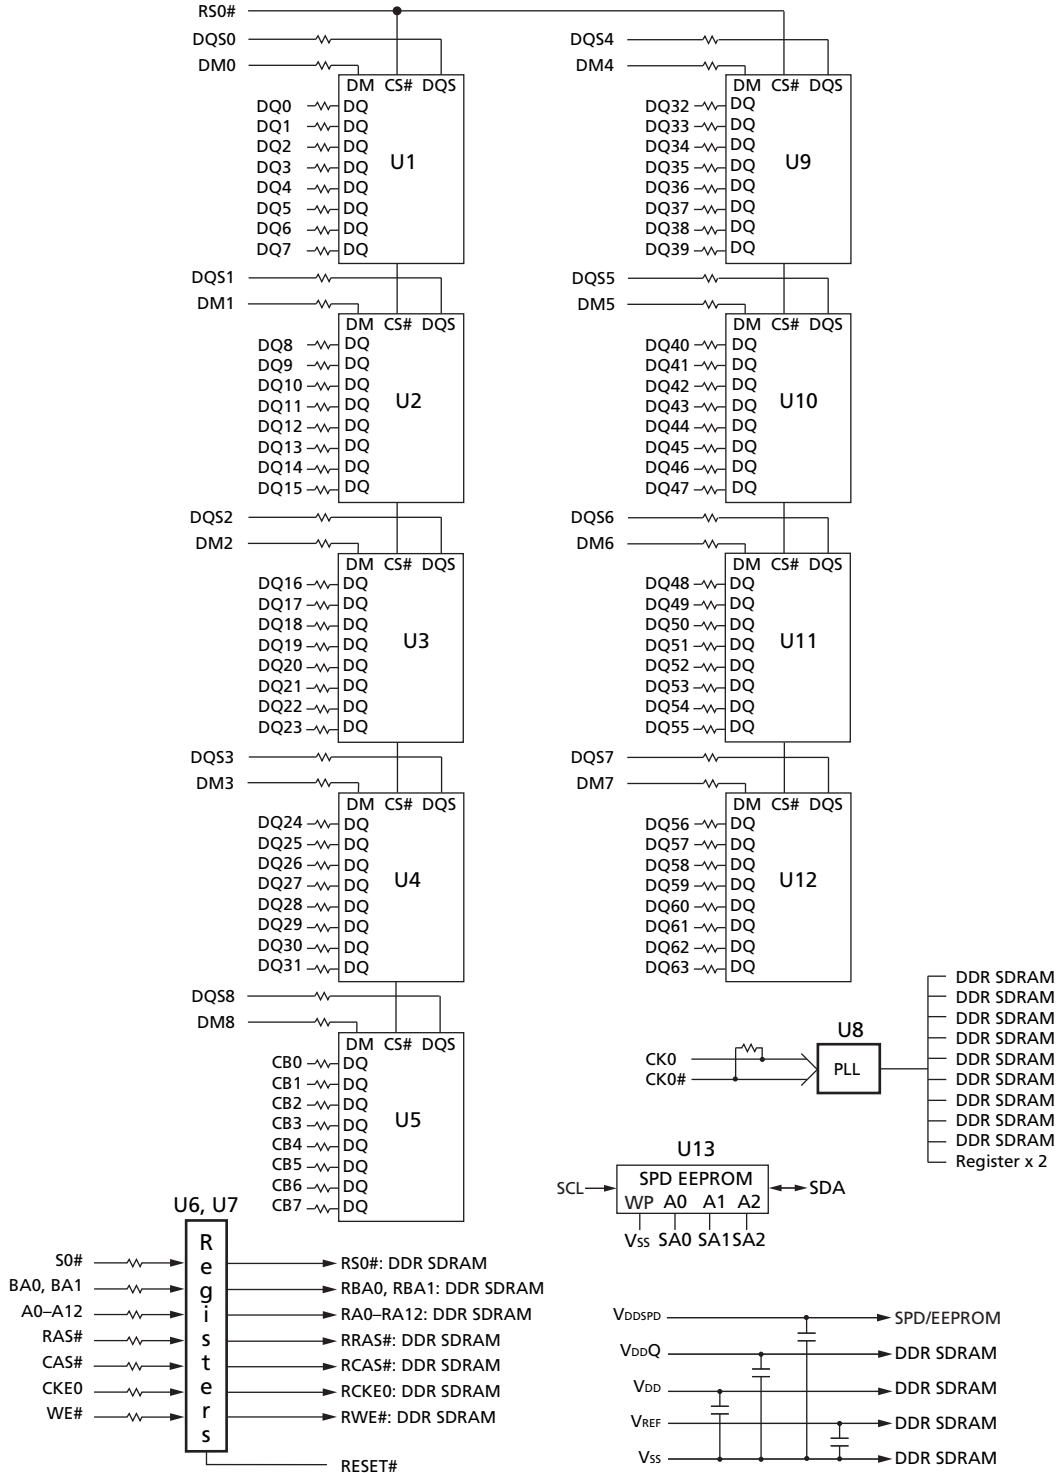 RS0#
DQS0
DM0
DM CS# DQS
DQ0 DQ
DQ1 DQ
DQ2 DQ
DQ3 DQ
DQ4 DQ
DQ5 DQ
DQ6 DQ
DQ7 DQ
U1
DQS1
DM1
DM CS# DQS
DQ8 DQ
DQ9 DQ
DQ10 DQ
DQ11 DQ
DQ12 DQ
DQ13 DQ
DQ14 DQ
DQ15 DQ
U2
DQS2
DM2
DM CS# DQS
DQ16 DQ
DQ17 DQ
DQ18 DQ
DQ19 DQ
DQ20 DQ
DQ21 DQ
DQ22 DQ
DQ23 DQ
U3
DQS3
DM3
DM CS# DQS
DQ24 DQ
DQ25 DQ
DQ26 DQ
DQ27 DQ
DQ28 DQ
DQ29 DQ
DQ30 DQ
DQ31 DQ
U4
DQS8
DM8
DM CS# DQS
CB0 DQ
CB1 DQ
CB2 DQ
CB3 DQ
CB4 DQ
CB5 DQ
CB6 DQ
CB7 DQ
U5
DQS4
DM4
DM CS# DQS
DQ32 DQ
DQ33 DQ
DQ34 DQ
DQ35 DQ
DQ36 DQ
DQ37 DQ
DQ38 DQ
DQ39 DQ
U9
DQS5
DM5
DM CS# DQS
DQ40 DQ
DQ41 DQ
DQ42 DQ
DQ43 DQ
DQ44 DQ
DQ45 DQ
DQ46 DQ
DQ47 DQ
U10
DQS6
DM6
DM CS# DQS
DQ48 DQ
DQ49 DQ
DQ50 DQ
DQ51 DQ
DQ52 DQ
DQ53 DQ
DQ54 DQ
DQ55 DQ
U11
DQS7
DM7
DM CS# DQS
DQ56 DQ
DQ57 DQ
DQ58 DQ
DQ59 DQ
DQ60 DQ
DQ61 DQ
DQ62 DQ
DQ63 DQ
U12
U8
CK0
CK0#
PLL
DDR SDRAM
DDR SDRAM
DDR SDRAM
DDR SDRAM
DDR SDRAM
DDR SDRAM
DDR SDRAM
DDR SDRAM
DDR SDRAM
Register x 2
U13
SCL
SPD EEPROM
WP A0 A1 A2
SDA
VSS SA0 SA1 SA2
U6, U7
Registers
S0# RS0#: DDR SDRAM
BA0, BA1 RBA0, RBA1: DDR SDRAM
A0–A12 RA0–RA12: DDR SDRAM
RAS# RRAS#: DDR SDRAM
CAS# RCAS#: DDR SDRAM
CKE0 RCKE0: DDR SDRAM
WE# RWE#: DDR SDRAM
RESET#
VDDSPD SPD/EEPROM
VDDQ DDR SDRAM
VDD DDR SDRAM
VREF DDR SDRAM
VSS DDR SDRAM